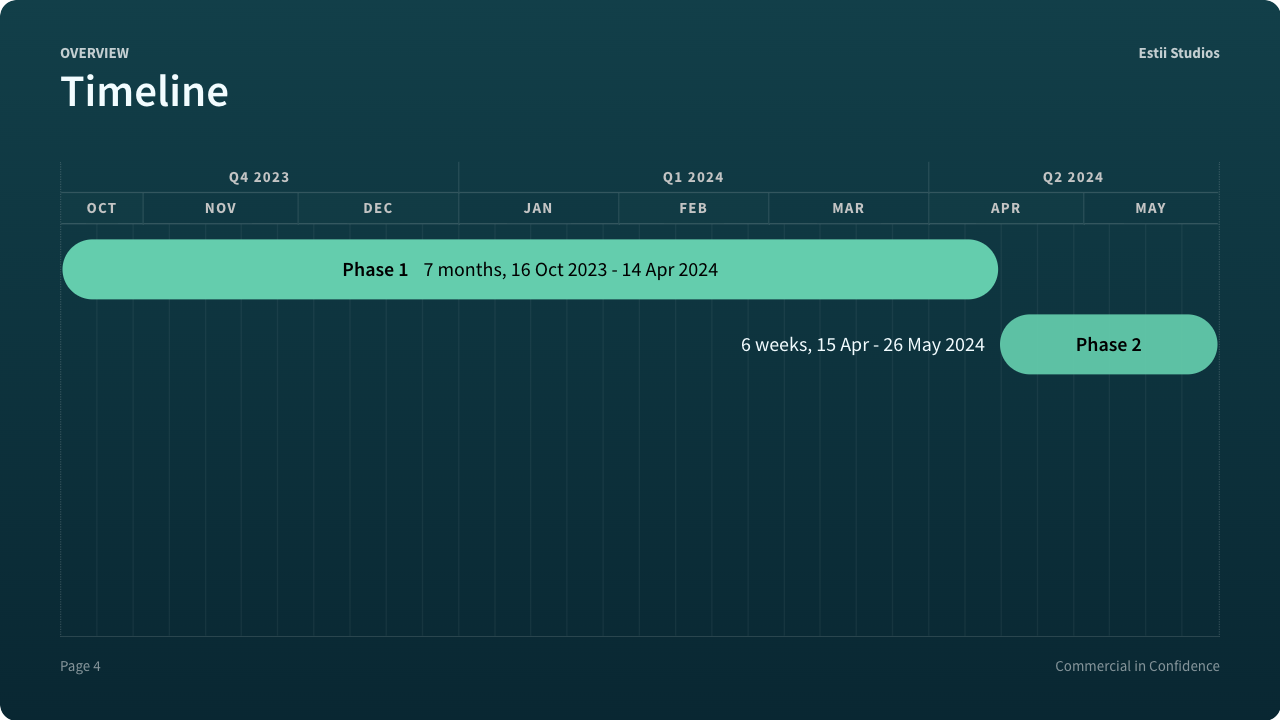 OVERVIEW
Estii Studios
Timeline
Q4 2023 Q1 2024 Q2 2024
OCT NOV DEC JAN FEB MAR APR MAY
Phase 1 7 months, 16 Oct 2023 - 14 Apr 2024
6 weeks, 15 Apr - 26 May 2024 Phase 2
Page 4
Commercial in Confidence